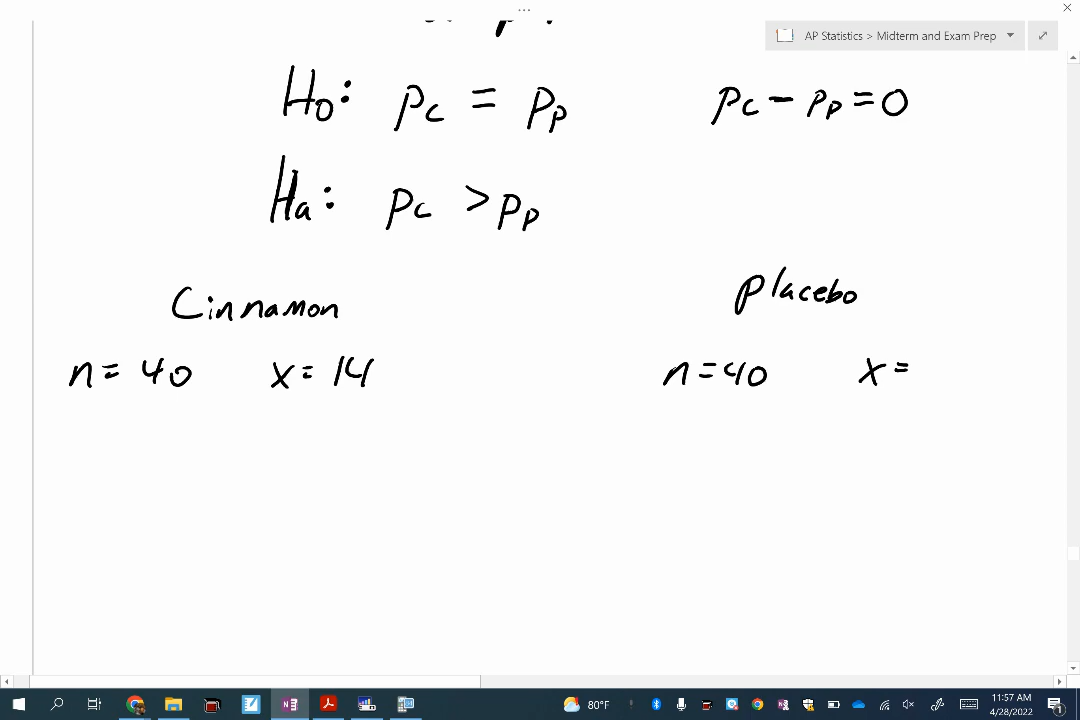 AP Statistics > Midterm and Exam Prep
H0: pc = pp pc - pp = 0
Ha: pc > pp
Cinnamon placebo
n = 40 x = 14 n = 40 x =
80°F
11:57 AM
4/28/2022